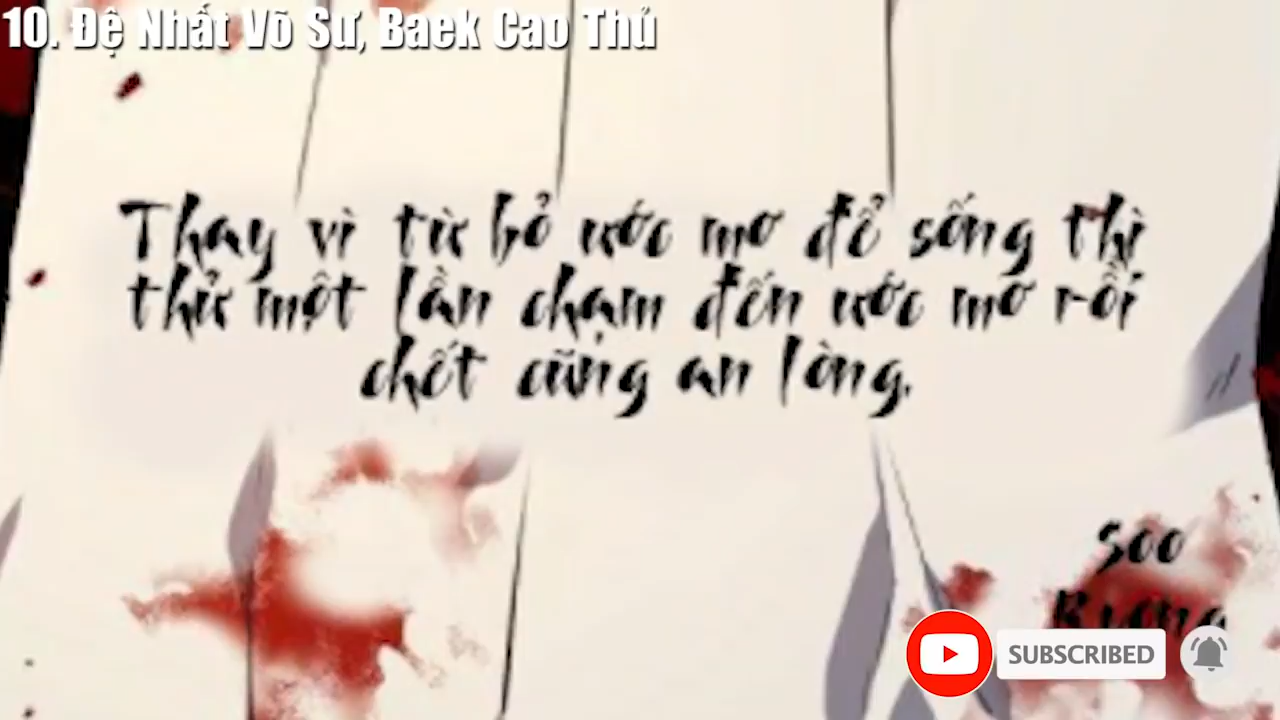 10. Đệ Nhất Võ Sư, Baek Cao Thủ
Thay vì từ bỏ ước mơ để sống thì
thử một lần chạm đến ước mơ rồi
chết cũng an lòng.
Soo
SUBSCRIBED